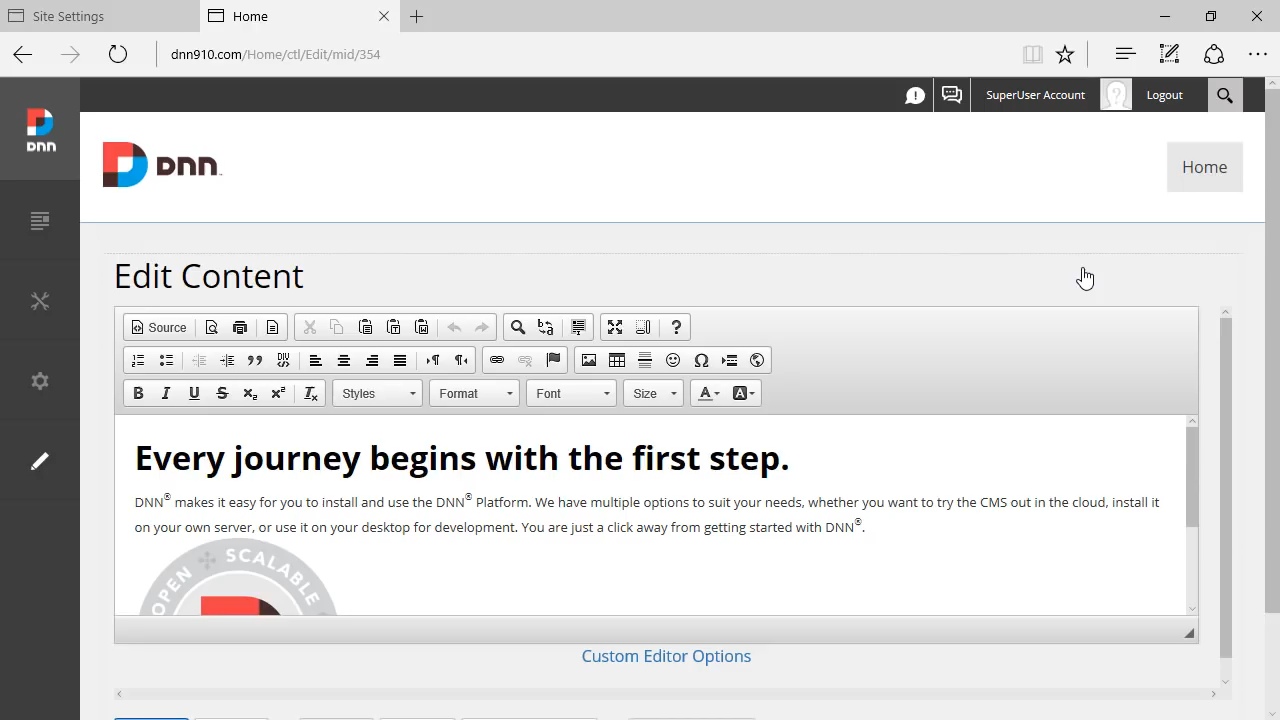 Site Settings
Home
dnn910.com/Home/ctl/Edit/mid/354
SuperUser Account
Logout
DNN
DNN
Home
Edit Content
Source
Styles
Format
Font
Size
Every journey begins with the first step.
DNN® makes it easy for you to install and use the DNN® Platform. We have multiple options to suit your needs, whether you want to try the CMS out in the cloud, install it
on your own server, or use it on your desktop for development. You are just a click away from getting started with DNN®.
OPEN SCALABLE
Custom Editor Options